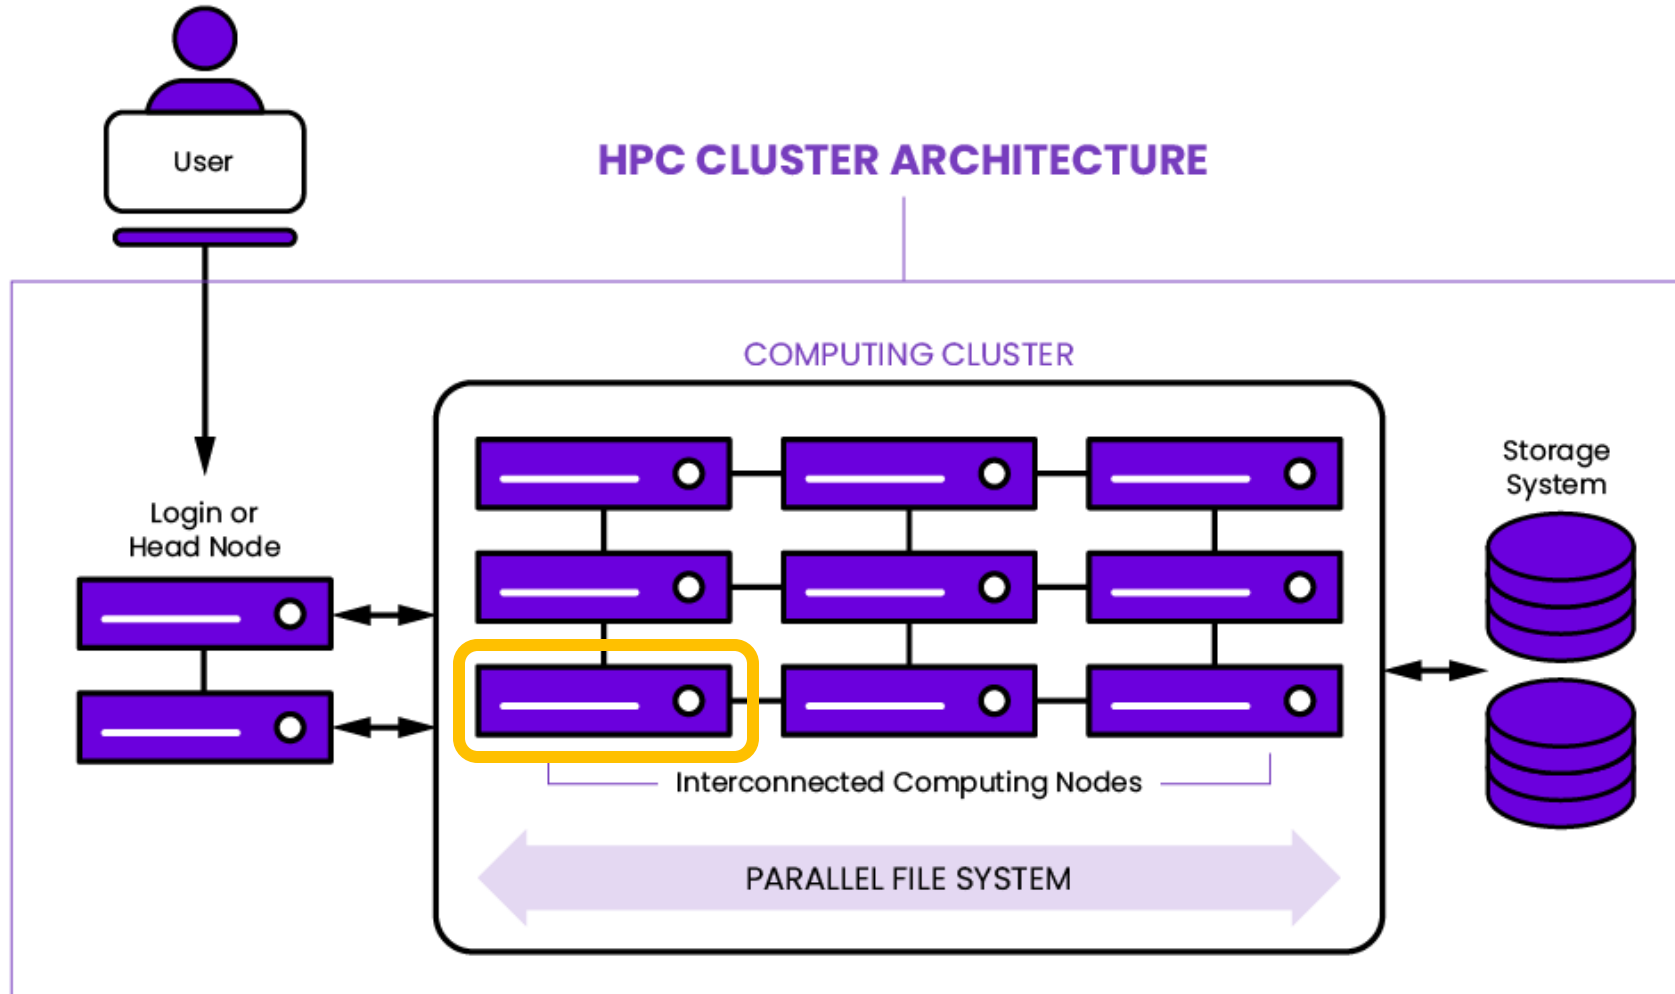 User
HPC CLUSTER ARCHITECTURE
COMPUTING CLUSTER
Login or
Head Node
Storage
System
Interconnected Computing Nodes
PARALLEL FILE SYSTEM